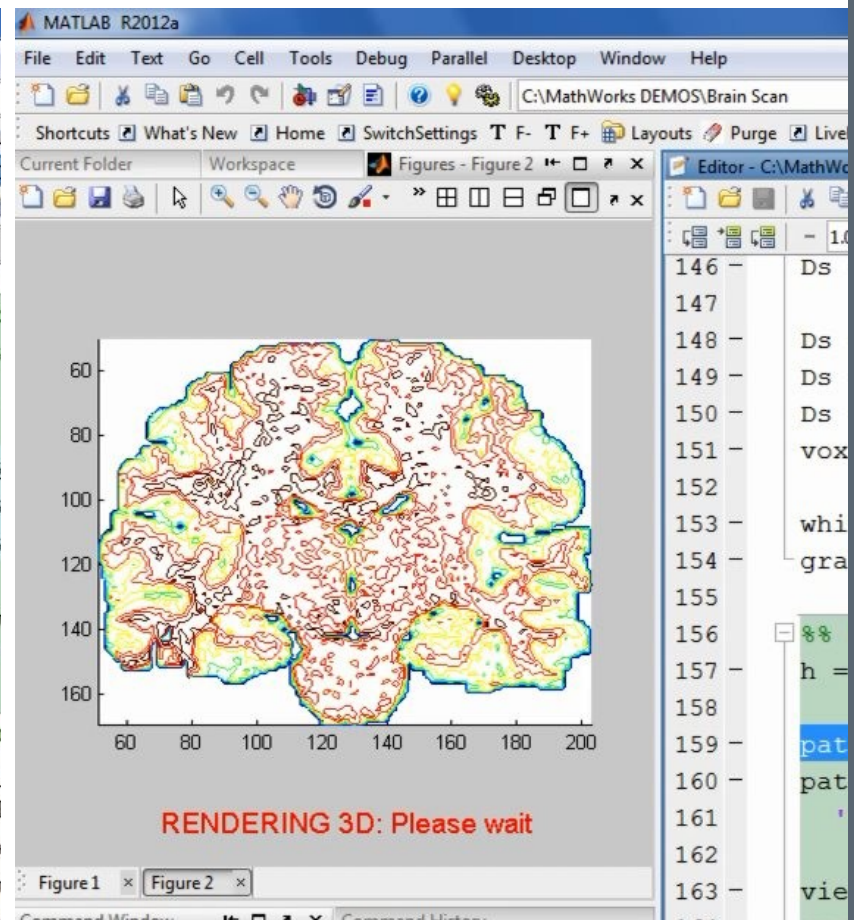 MATLAB R2012a
File Edit Text Go Cell Tools Debug Parallel Desktop Window Help
C:\MathWorks DEMOS\Brain Scan
Shortcuts What's New Home SwitchSettings T F- T F+ Layouts Purge Live
Current Folder Workspace Figures - Figure 2 Editor - C:\MathWo
- 1.0
146 - Ds
147
148 - Ds
149 - Ds
150 - Ds
151 - vox
152
153 - whi
154 - gra
155
156 %%
157 - h =
158
159 - pat
160 - pat
161 '
162
163 - vie
60
80
100
120
140
160
60 80 100 120 140 160 180 200
RENDERING 3D: Please wait
Figure 1 Figure 2
Command Window Command History